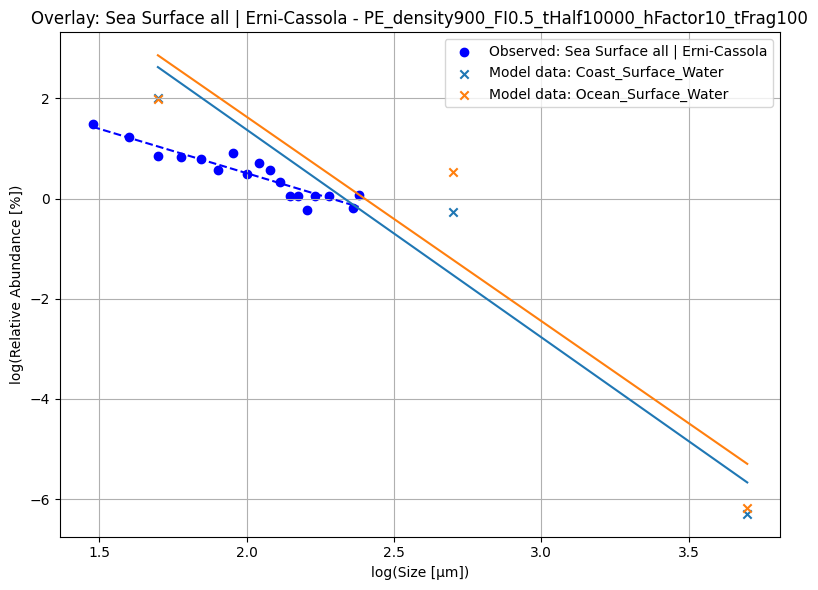 Overlay: Sea Surface all | Erni-Cassola - PE_density900_FI0.5_tHalf10000_hFactor10_tFrag100
Observed: Sea Surface all | Erni-Cassola
Model data: Coast_Surface_Water
Model data: Ocean_Surface_Water
log(Relative Abundance [%])
2
0
−2
−4
−6
1.5
2.0
2.5
3.0
3.5
log(Size [μm])